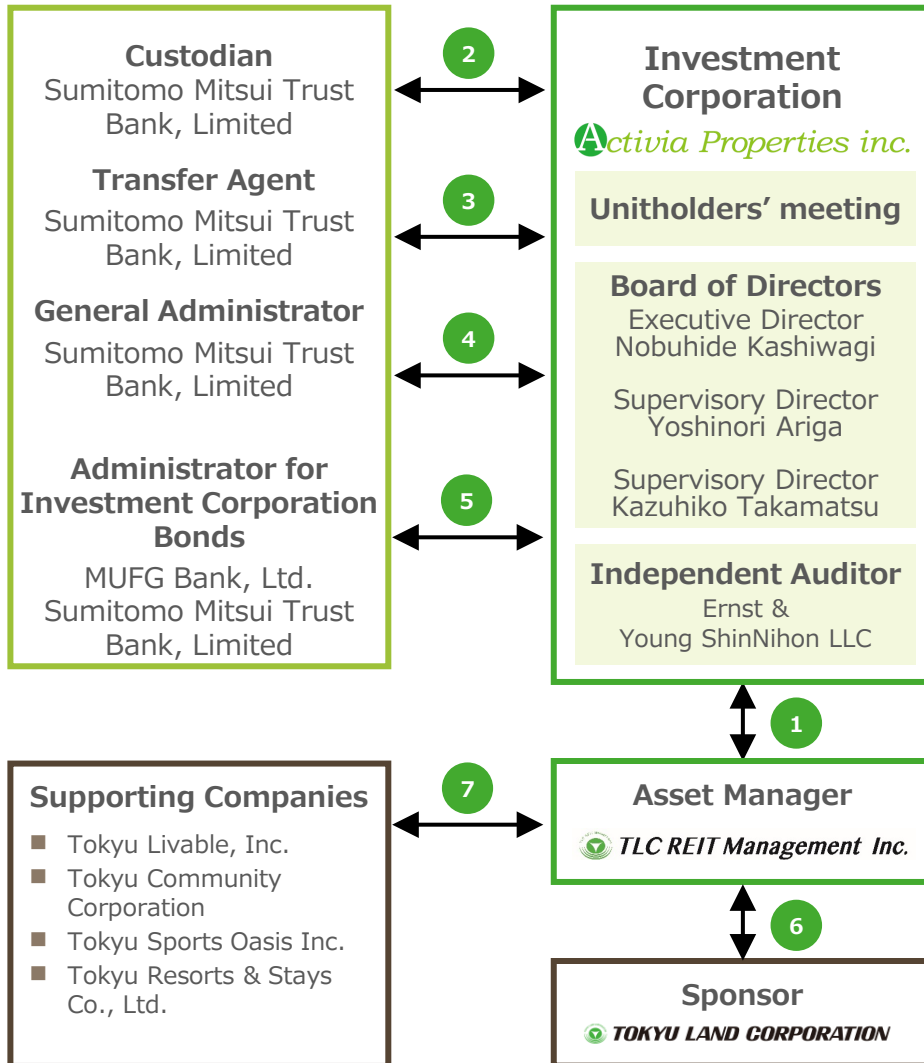 Custodian
Sumitomo Mitsui Trust
Bank, Limited
Transfer Agent
Sumitomo Mitsui Trust
Bank, Limited
General Administrator
Sumitomo Mitsui Trust
Bank, Limited
Administrator for
Investment Corporation
Bonds
MUFG Bank, Ltd.
Sumitomo Mitsui Trust
Bank, Limited
2
3
4
5
Investment
Corporation
Activia Properties inc.
Unitholders’ meeting
Board of Directors
Executive Director
Nobuhide Kashiwagi
Supervisory Director
Yoshinori Ariga
Supervisory Director
Kazuhiko Takamatsu
Independent Auditor
Ernst &
Young ShinNihon LLC
1
Supporting Companies
Tokyu Livable, Inc.
Tokyu Community
Corporation
Tokyu Sports Oasis Inc.
Tokyu Resorts & Stays
Co., Ltd.
7
Asset Manager
TLC REIT Management Inc.
6
Sponsor
TOKYU LAND CORPORATION